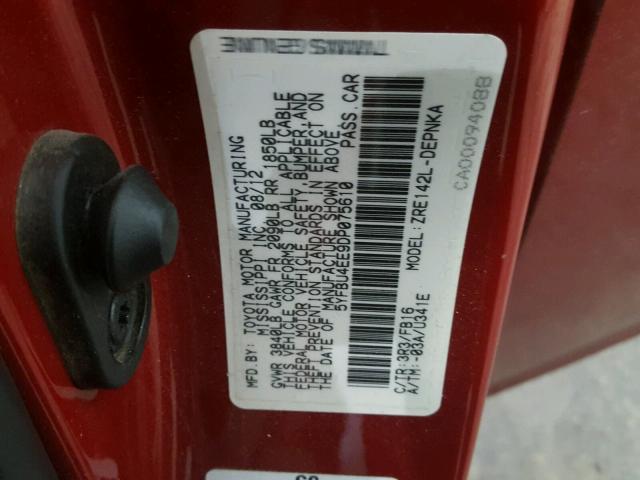 MFD.BY: TOYOTA MOTOR MANUFACTURING
MISSISSIPPI INC. 08/12
GVWR 3840LB GAWR FR 2090LB RR 1850LB
THIS VEHICLE CONFORMS TO ALL APPLICABLE
FEDERAL MOTOR VEHICLE SAFETY, BUMPER, AND
THEFT PREVENTION STANDARDS IN EFFECT ON
THE DATE OF MANUFACTURE SHOWN ABOVE.
5YFBU4EE9DP075610 PASS.CAR
C/TR:3R3/FB16 MODEL:ZRE142L-DEPNKA
A/TM:-03A/U341E
CA00094088